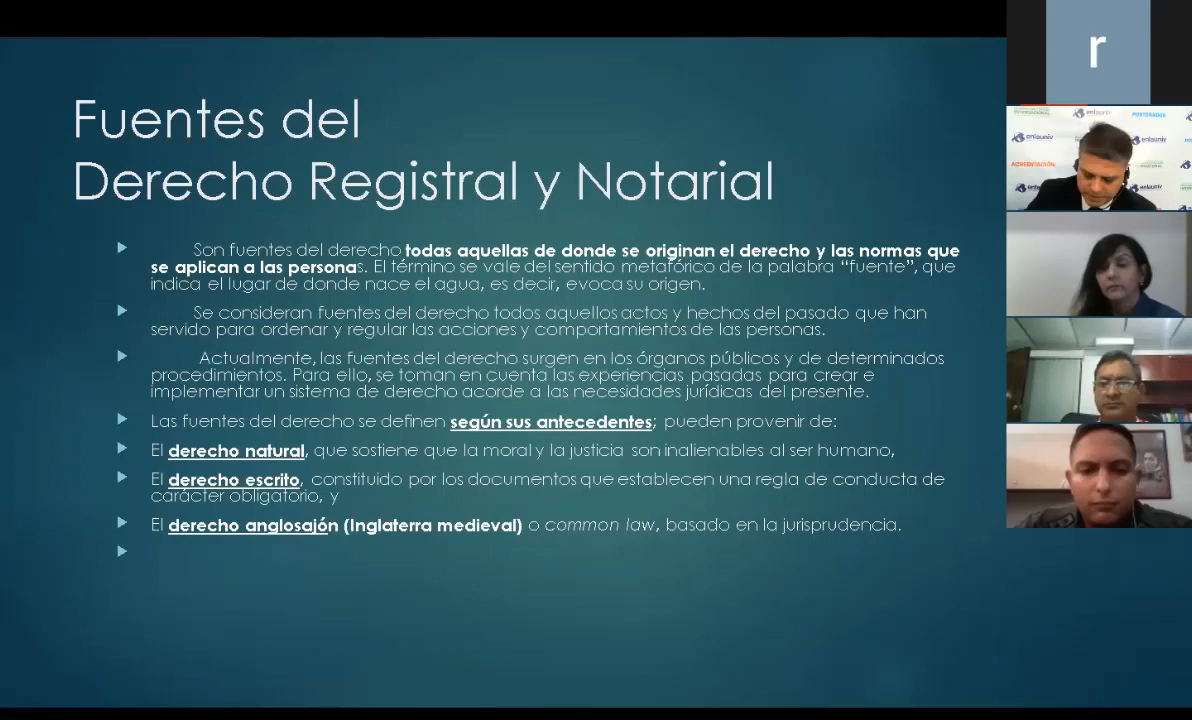 Fuentes del
Derecho Registral y Notarial
Son fuentes del derecho todas aquellas de donde se originan el derecho y las normas que
se aplican a las personas. El término se vale del sentido metafórico de la palabra “fuente”, que
indica el lugar de donde nace el agua, es decir, evoca su origen.
Se consideran fuentes del derecho todos aquellos actos y hechos del pasado que han
servido para ordenar y regular las acciones y comportamientos de las personas.
Actualmente, las fuentes del derecho surgen en los órganos públicos y de determinados
procedimientos. Para ello, se toman en cuenta las experiencias pasadas para crear e
implementar un sistema de derecho acorde a las necesidades jurídicas del presente.
Las fuentes del derecho se definen según sus antecedentes; pueden provenir de:
El derecho natural, que sostiene que la moral y la justicia son inalienables al ser humano,
El derecho escrito, constituido por los documentos que establecen una regla de conducta de
carácter obligatorio, y
El derecho anglosajón (Inglaterra medieval) o common law, basado en la jurisprudencia.
r
enlauniv
POSTGRADOS
enlauniv
enlauniv
ACREDITACIÓN
enlauniv
enlauniv